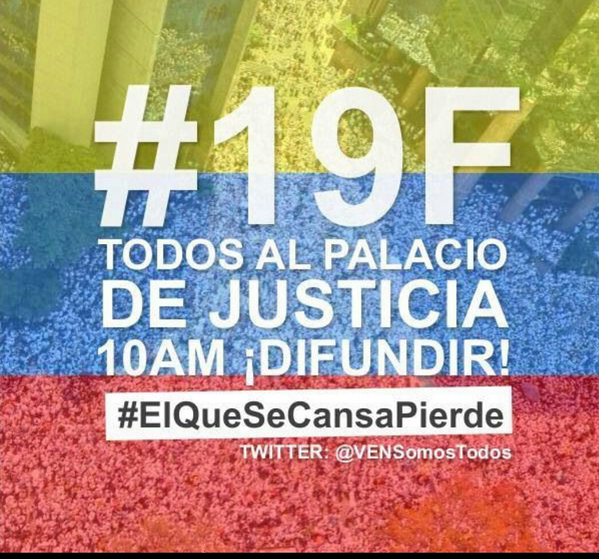 #19F
TODOS AL PALACIO
DE JUSTICIA
10AM ¡DIFUNDIR!
#ElQueSeCansaPierde
TWITTER: @VENSomosTodos